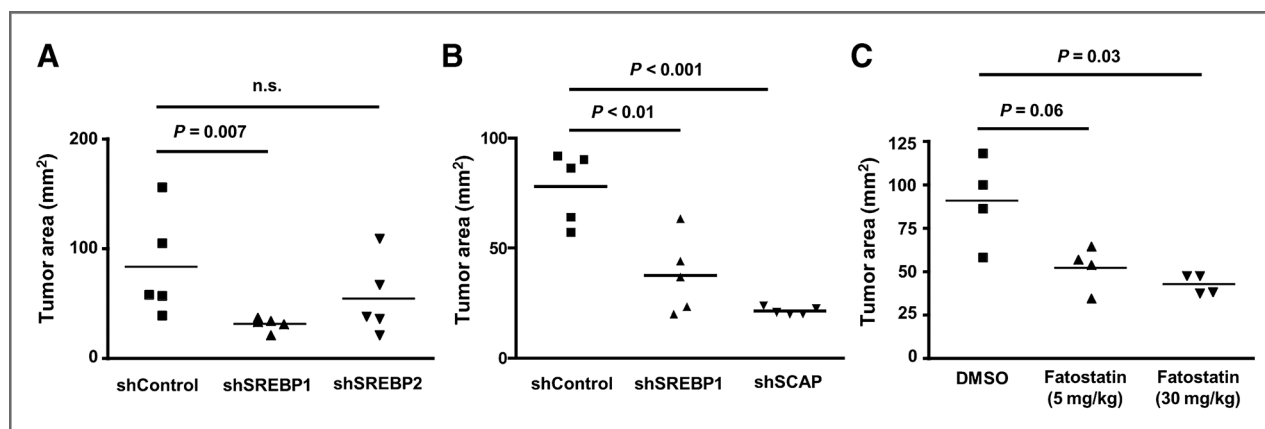 A
n.s.
P = 0.007
Tumor area (mm²)
200
100
0
shControl
shSREBP1
shSREBP2
B
P < 0.001
P < 0.01
Tumor area (mm²)
100
50
0
shControl
shSREBP1
shSCAP
C
P = 0.03
P = 0.06
Tumor area (mm²)
125
100
75
50
25
0
DMSO
Fatostatin
(5 mg/kg)
Fatostatin
(30 mg/kg)